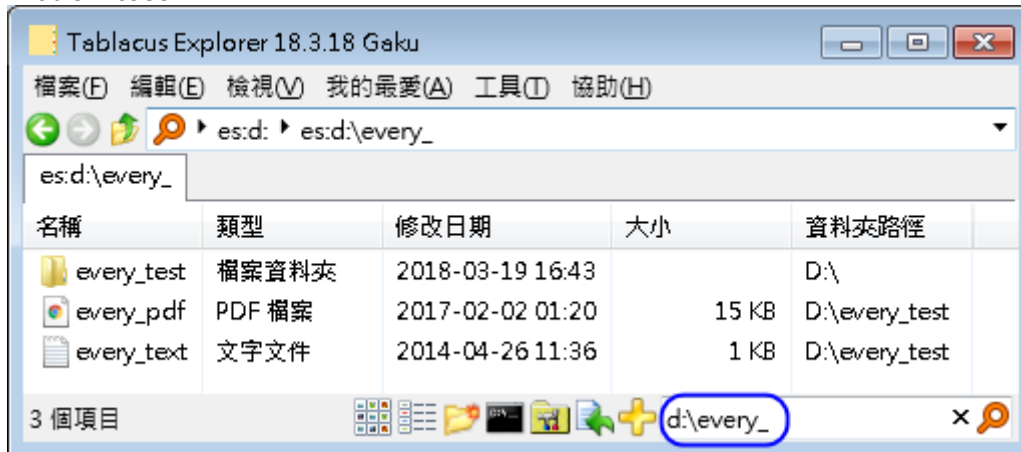 Tablacus Explorer 18.3.18 Gaku
檔案(F) 編輯(E) 檢視(V) 我的最愛(A) 工具(T) 協助(H)
es:d: es:d:\every_
es:d:\every_
名稱 類型 修改日期 大小 資料夾路徑
every_test 檔案資料夾 2018-03-19 16:43 D:\
every_pdf PDF 檔案 2017-02-02 01:20 15 KB D:\every_test
every_text 文字文件 2014-04-26 11:36 1 KB D:\every_test
3 個項目 d:\every_